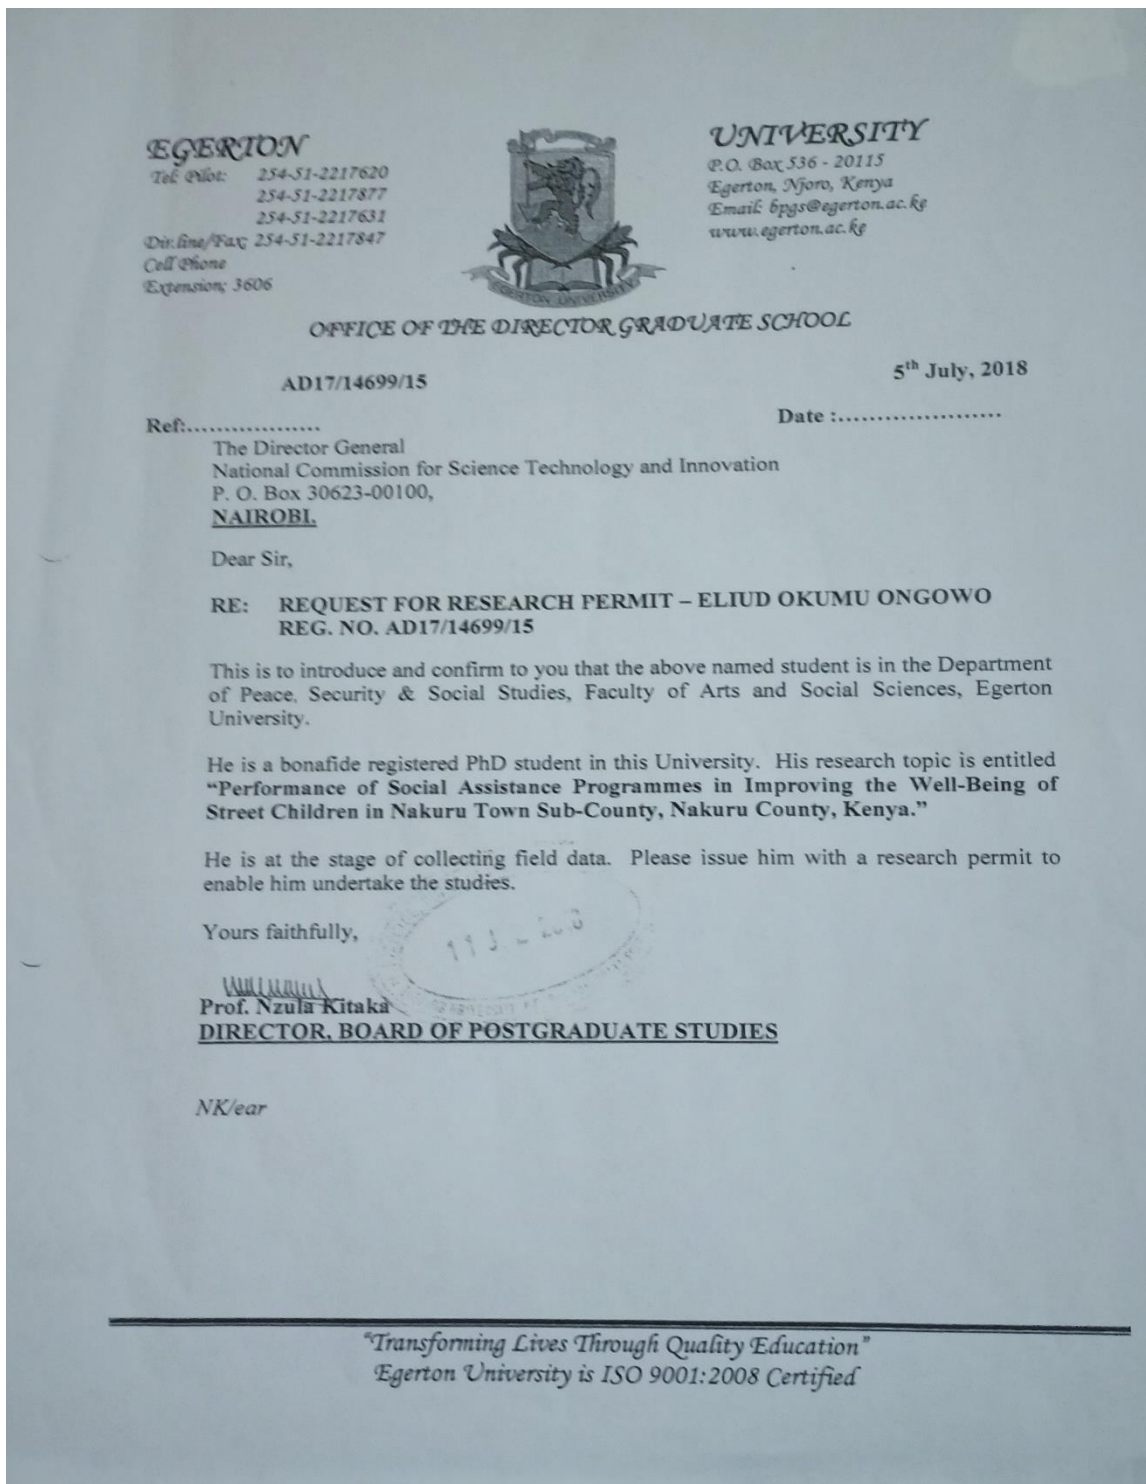 EGERTON
Tel: Pilot: 254-51-2217620
254-51-2217877
254-51-2217631
Dir.line/Fax; 254-51-2217847
Cell Phone
Extension; 3606
UNIVERSITY
P.O. Box 536 - 20115
Egerton, Njoro, Kenya
Email: bpgs@egerton.ac.ke
www.egerton.ac.ke
EGERTON UNIVERSITY
OFFICE OF THE DIRECTOR GRADUATE SCHOOL
AD17/14699/15
5th July, 2018
Ref:..................
Date :.....................
The Director General
National Commission for Science Technology and Innovation
P. O. Box 30623-00100,
NAIROBI.
Dear Sir,
RE: REQUEST FOR RESEARCH PERMIT – ELIUD OKUMU ONGOWO
REG. NO. AD17/14699/15
This is to introduce and confirm to you that the above named student is in the Department
of Peace, Security & Social Studies, Faculty of Arts and Social Sciences, Egerton
University.
He is a bonafide registered PhD student in this University. His research topic is entitled
“Performance of Social Assistance Programmes in Improving the Well-Being of
Street Children in Nakuru Town Sub-County, Nakuru County, Kenya.”
He is at the stage of collecting field data. Please issue him with a research permit to
enable him undertake the studies.
Yours faithfully,
Prof. Nzula Kitaka
DIRECTOR, BOARD OF POSTGRADUATE STUDIES
NK/ear
“Transforming Lives Through Quality Education”
Egerton University is ISO 9001:2008 Certified